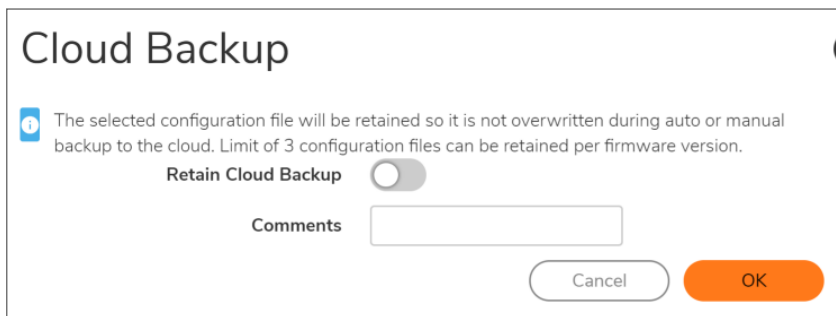 Cloud Backup
The selected configuration file will be retained so it is not overwritten during auto or manual
backup to the cloud. Limit of 3 configuration files can be retained per firmware version.
Retain Cloud Backup
Comments
Cancel OK